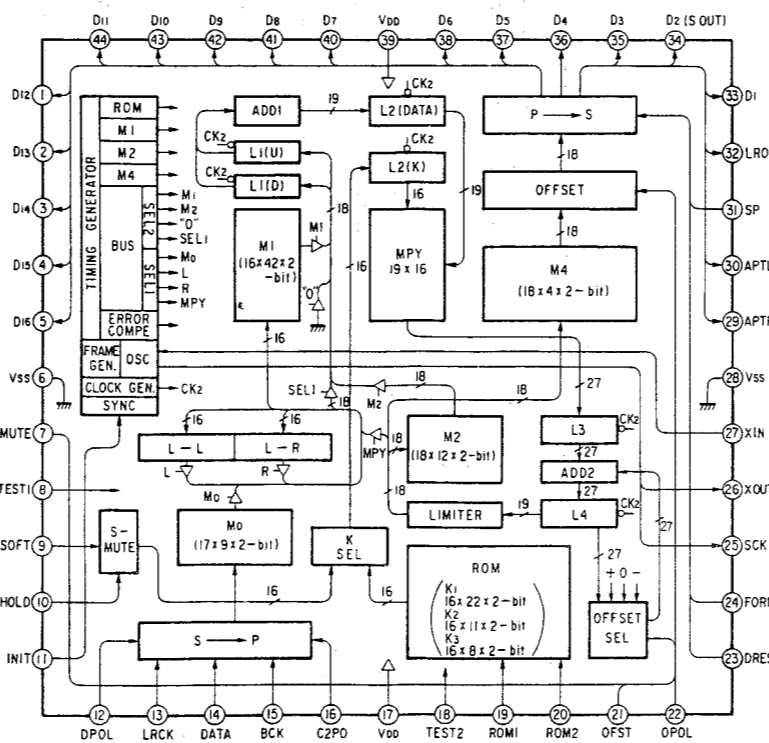 D11 D10 D9 D8 D7 VDD D6 D5 D4 D3 D2 (S OUT)
44 43 42 41 40 39 38 37 36 35 34
D12 1
D13 2
D14 3
D15 4
D16 5
VSS 6
MUTE 7
TEST1 8
SOFT 9
HOLD 10
INIT 11
TIMING GENERATOR
ROM
M1
M2
M4
BUS
SEL2
SEL1
M1
M2
"0"
SEL1
M0
L
R
MPY
ERROR
COMPE
FRAME
GEN.
OSC
CLOCK GEN.
CK2
SYNC
ADD1
19
CK2
L2(DATA)
CK2
L1(U)
CK2
L1(D)
CK2
L2(K)
18
16
19
M1
(16×42×2
-bit)
M1
18
"0"
16
16
MPY
19×16
P → S
18
OFFSET
18
M4
(18×4×2-bit)
33 D1
32 LRO
31 SP
30 APTL
29 APTR
28 VSS
27 XIN
26 XOUT
25 SCK
24 FORM
23 DRES
SEL1
18
M2
18
18
27
16
16
L-L
L-R
L
R
MPY
18
M2
(18×12×2-bit)
L3
CK2
27
ADD2
27
L4
CK2
27
M0
M0
(17×9×2-bit)
18
LIMITER
19
27
+ 0 -
S-
MUTE
16
K
SEL
16
ROM
K1
16×22×2-bit
K2
16×11×2-bit
K3
16×8×2-bit
OFFSET
SEL
S → P
12 13 14 15 16 17 18 19 20 21 22
DPOL LRCK DATA BCK C2PO VDD TEST2 ROM1 ROM2 OFST OPOL